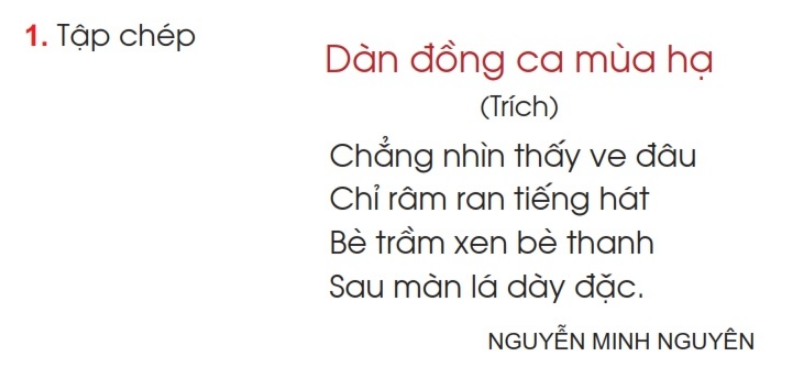 1. Tập chép
Dàn đồng ca mùa hạ
(Trích)
Chẳng nhìn thấy ve đâu
Chỉ râm ran tiếng hát
Bè trầm xen bè thanh
Sau màn lá dày đặc.
NGUYỄN MINH NGUYÊN